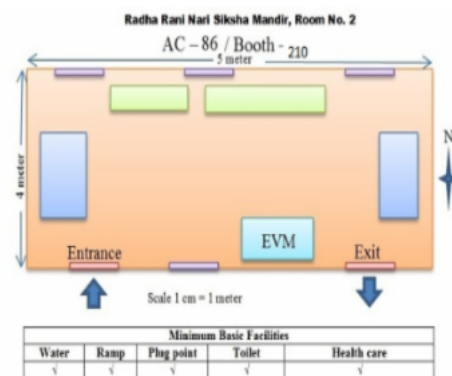 Radha Rani Nari Siksha Mandir, Room No. 2
AC – 86 / Booth - 210
5 meter
4 meter
N
EVM
Entrance
Exit
Scale 1 cm = 1 meter
Minimum Basic Facilities
Water Ramp Plug point Toilet Health care
√ √ √ √ √